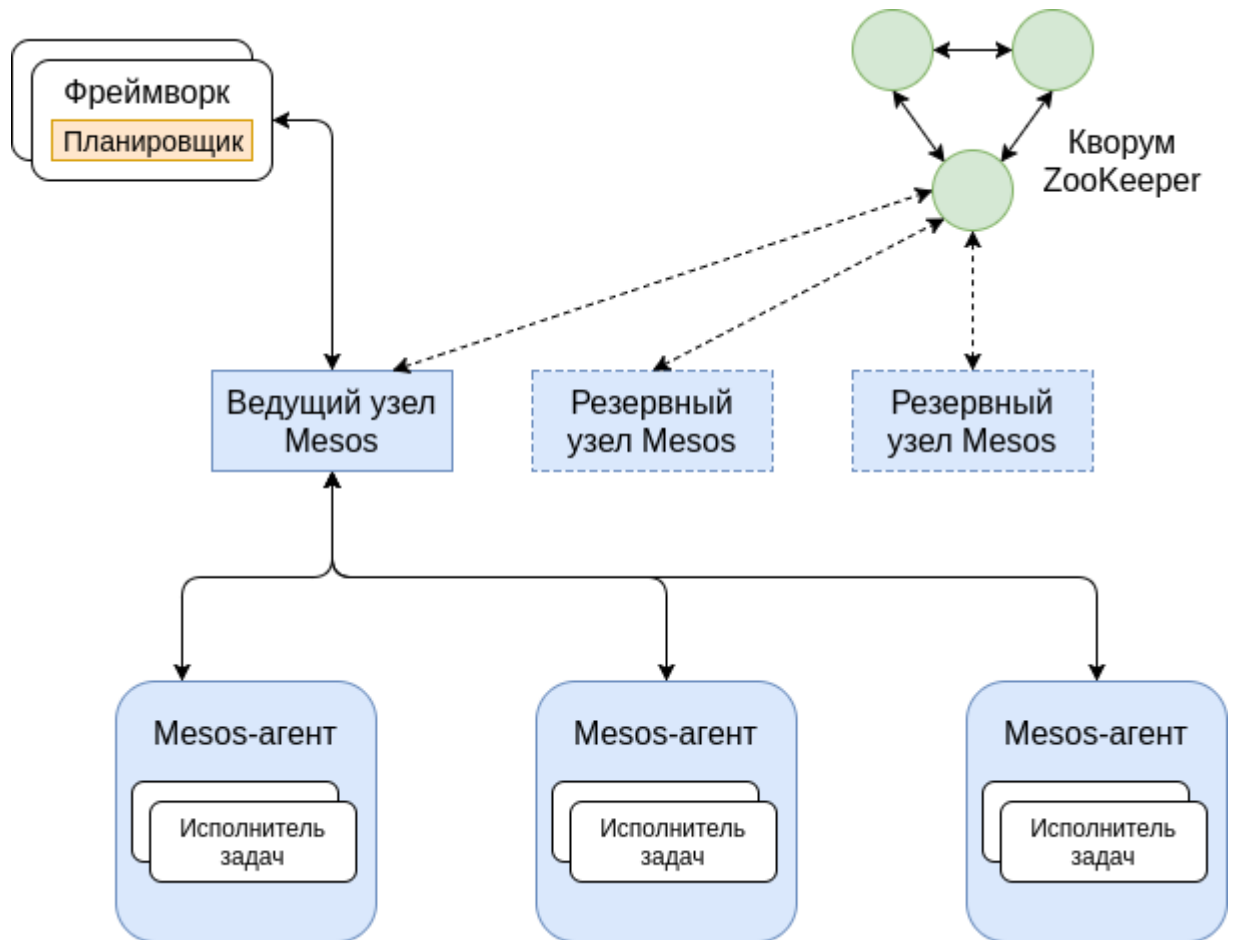 Фреймворк
Планировщик
Кворум
ZooKeeper
Ведущий узел
Mesos
Резервный
узел Mesos
Резервный
узел Mesos
Mesos-агент
Исполнитель
задач
Mesos-агент
Исполнитель
задач
Mesos-агент
Исполнитель
задач